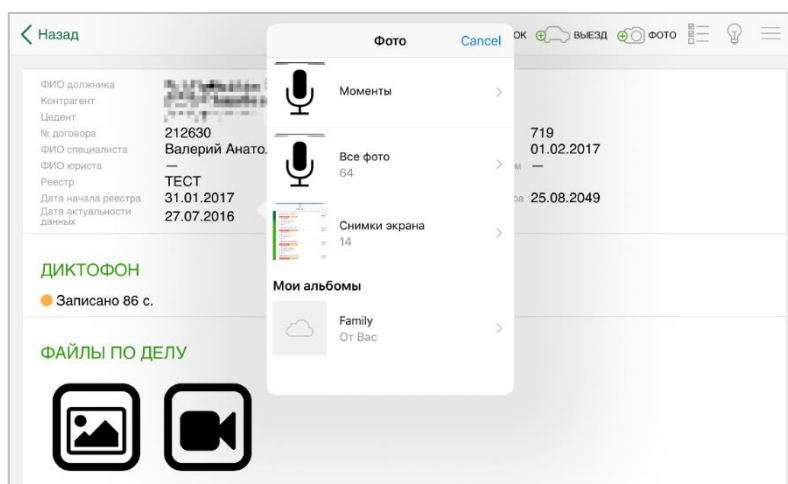 Назад
Фото
Cancel
ок
ВЫЕЗД
ФОТО
ФИО должника
Контрагент
Цедент
№ договора 212630 719
ФИО специалиста Валерий Анато. 01.02.2017
ФИО юриста — м —
Реестр ТЕСТ
Дата начала реестра 31.01.2017 ра 25.08.2049
Дата актуальности
данных 27.07.2016
Моменты
Все фото
64
Снимки экрана
14
Мои альбомы
Family
От Вас
ДИКТОФОН
Записано 86 с.
ФАЙЛЫ ПО ДЕЛУ